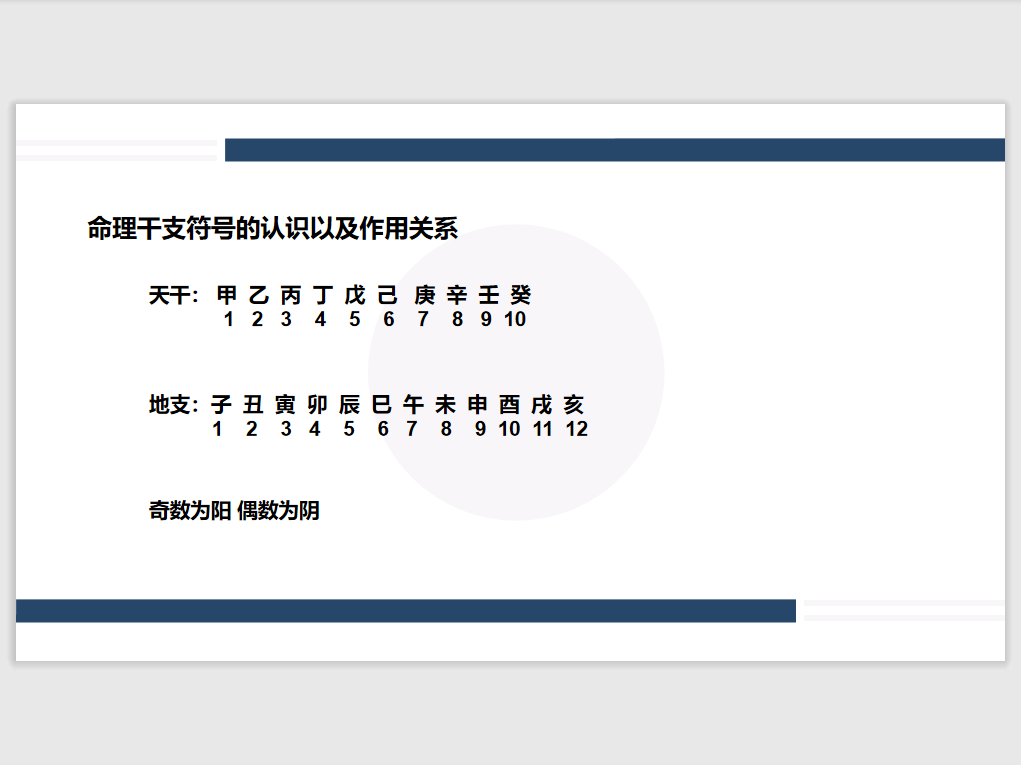 命理干支符号的认识以及作用关系
天干： 甲 乙 丙 丁 戊 己 庚 辛 壬 癸
1 2 3 4 5 6 7 8 9 10
地支：子 丑 寅 卯 辰 巳 午 未 申 酉 戌 亥
1 2 3 4 5 6 7 8 9 10 11 12
奇数为阳 偶数为阴